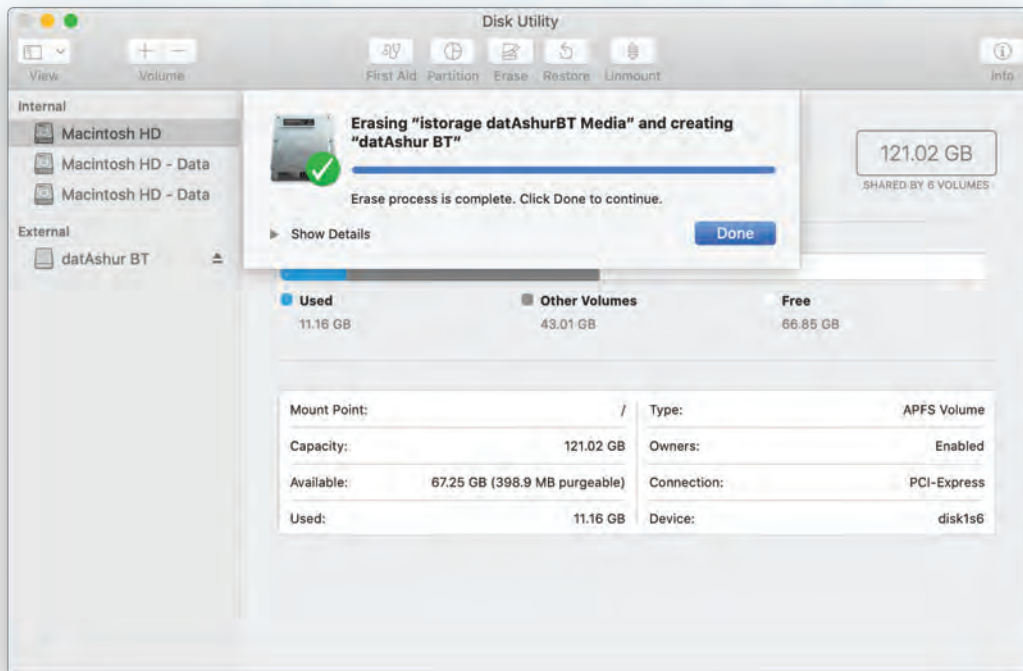 Disk Utility
View
Volume
First Aid
Partition
Erase
Restore
Unmount
Info
Internal
Macintosh HD
Macintosh HD - Data
Macintosh HD - Data
External
datAshur BT
Erasing “istorage datAshurBT Media” and creating
“datAshur BT”
Erase process is complete. Click Done to continue.
Show Details
Done
121.02 GB
SHARED BY 6 VOLUMES
Used
11.16 GB
Other Volumes
43.01 GB
Free
66.85 GB
Mount Point: /
Capacity: 121.02 GB
Available: 67.25 GB (398.9 MB purgeable)
Used: 11.16 GB
Type: APFS Volume
Owners: Enabled
Connection: PCI-Express
Device: disk1s6